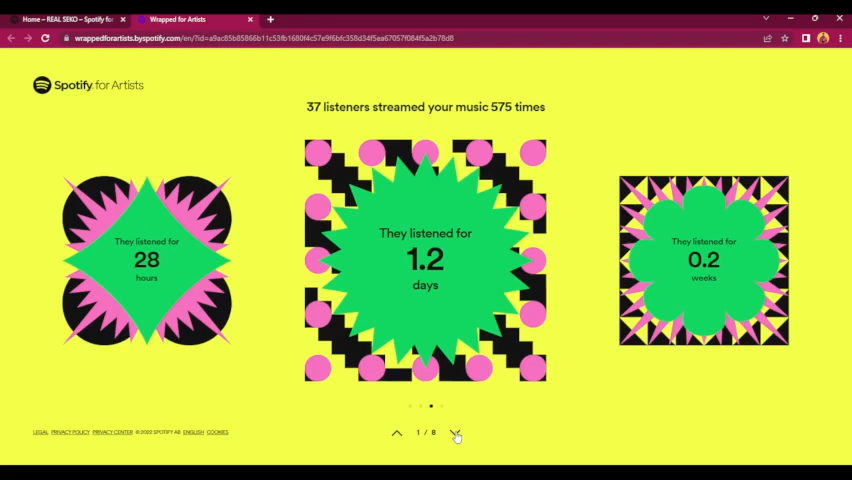 Home – REAL SEKO – Spotify for
Wrapped for Artists
wrappedforartists.byspotify.com/en/?id=a9ac85b85866b11c53fb1680f4c57e9f6bfc358d34f5ea67057f084f5a2b78d8
Spotify for Artists
37 listeners streamed your music 575 times
They listened for
28
hours
They listened for
1.2
days
They listened for
0.2
weeks
LEGAL PRIVACY POLICY PRIVACY CENTER © 2022 SPOTIFY AB ENGLISH COOKIES
1 / 8